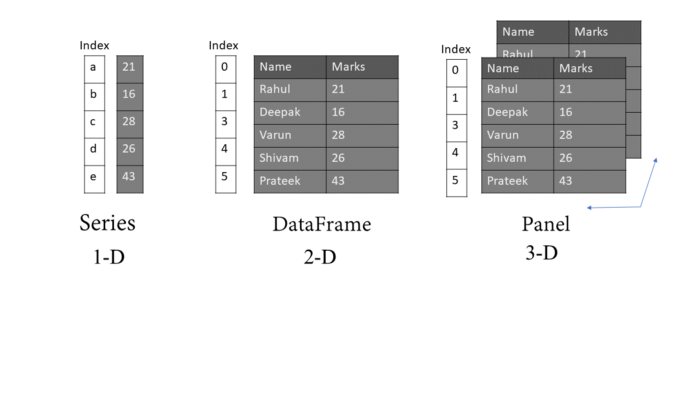 Index
a 21
b 16
c 28
d 26
e 43
Series
1-D
Index
Name Marks
0 Rahul 21
1 Deepak 16
3 Varun 28
4 Shivam 26
5 Prateek 43
DataFrame
2-D
Name Marks
Rahul 21
Index
0
1
3
4
5
Name Marks
Rahul 21
Deepak 16
Varun 28
Shivam 26
Prateek 43
Panel
3-D